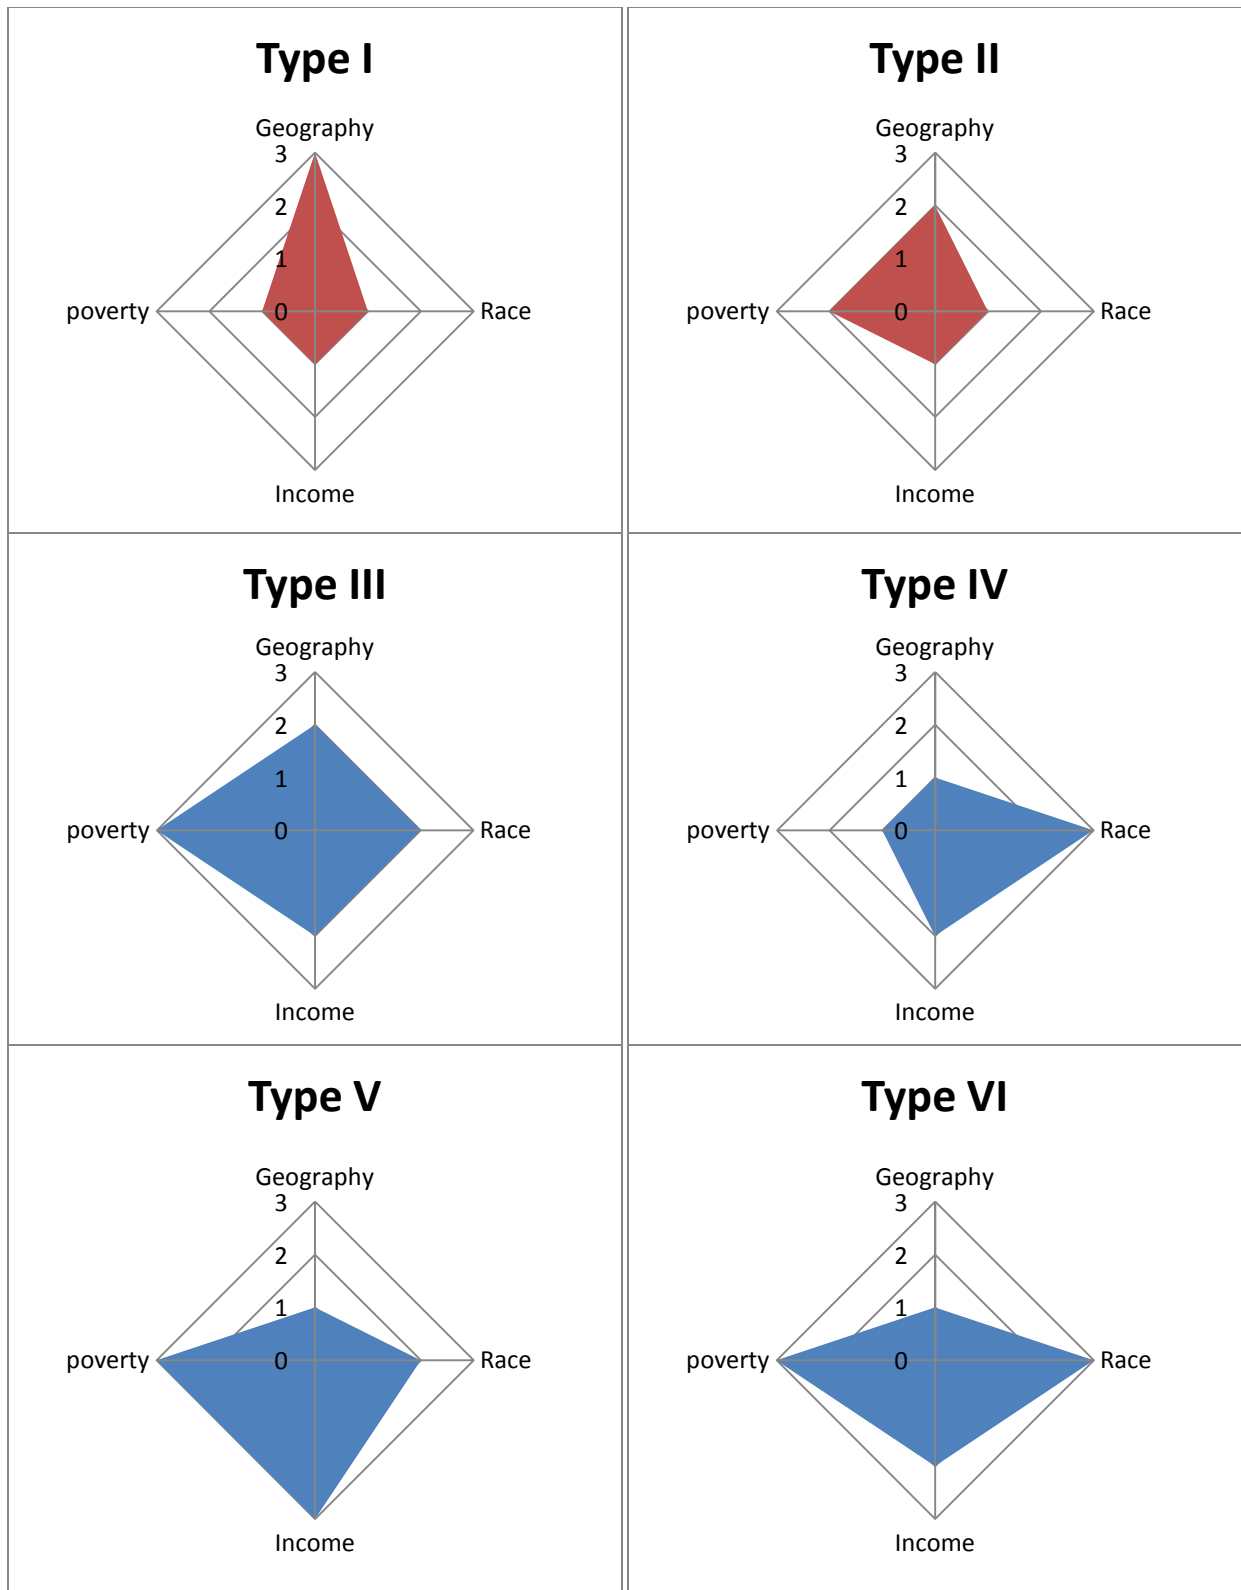 Type I
Geography
3
2
1
poverty 0 Race
Income
Type II
Geography
3
2
1
poverty 0 Race
Income
Type III
Geography
3
2
1
poverty 0 Race
Income
Type IV
Geography
3
2
1
poverty 0 Race
Income
Type V
Geography
3
2
1
poverty 0 Race
Income
Type VI
Geography
3
2
1
poverty 0 Race
Income